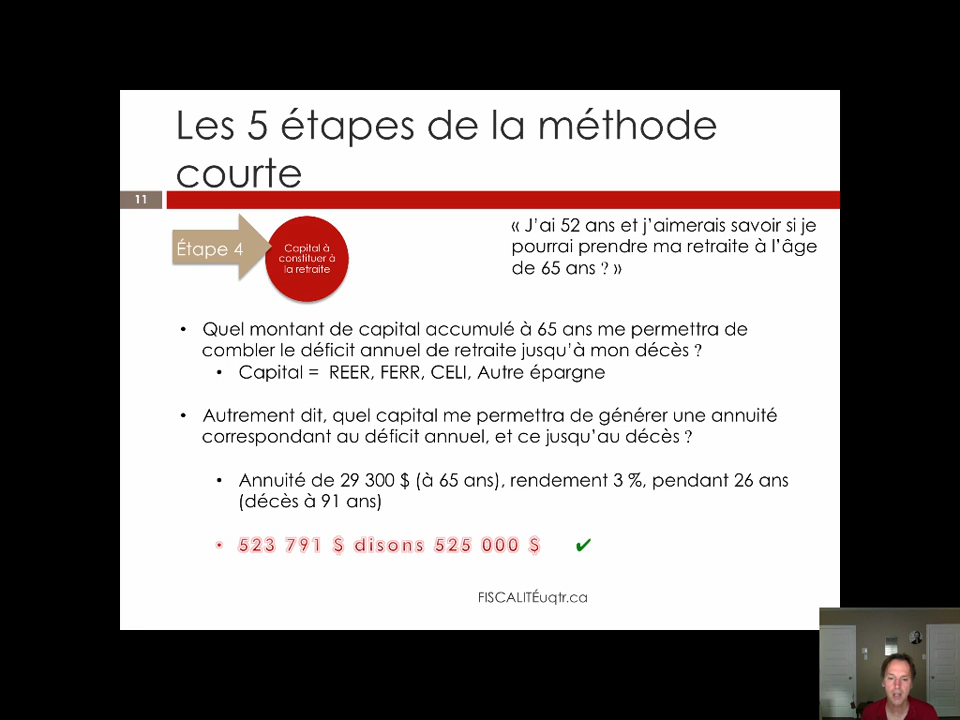 Les 5 étapes de la méthode
courte
11
Étape 4
Capital à
constituer à
la retraite
« J'ai 52 ans et j'aimerais savoir si je
pourrai prendre ma retraite à l'âge
de 65 ans ? »
• Quel montant de capital accumulé à 65 ans me permettra de
combler le déficit annuel de retraite jusqu'à mon décès ?
• Capital = REER, FERR, CELI, Autre épargne
• Autrement dit, quel capital me permettra de générer une annuité
correspondant au déficit annuel, et ce jusqu'au décès ?
• Annuité de 29 300 $ (à 65 ans), rendement 3 %, pendant 26 ans
(décès à 91 ans)
• 523 791 $ disons 525 000 $ ✔
FISCALITÉuqtr.ca